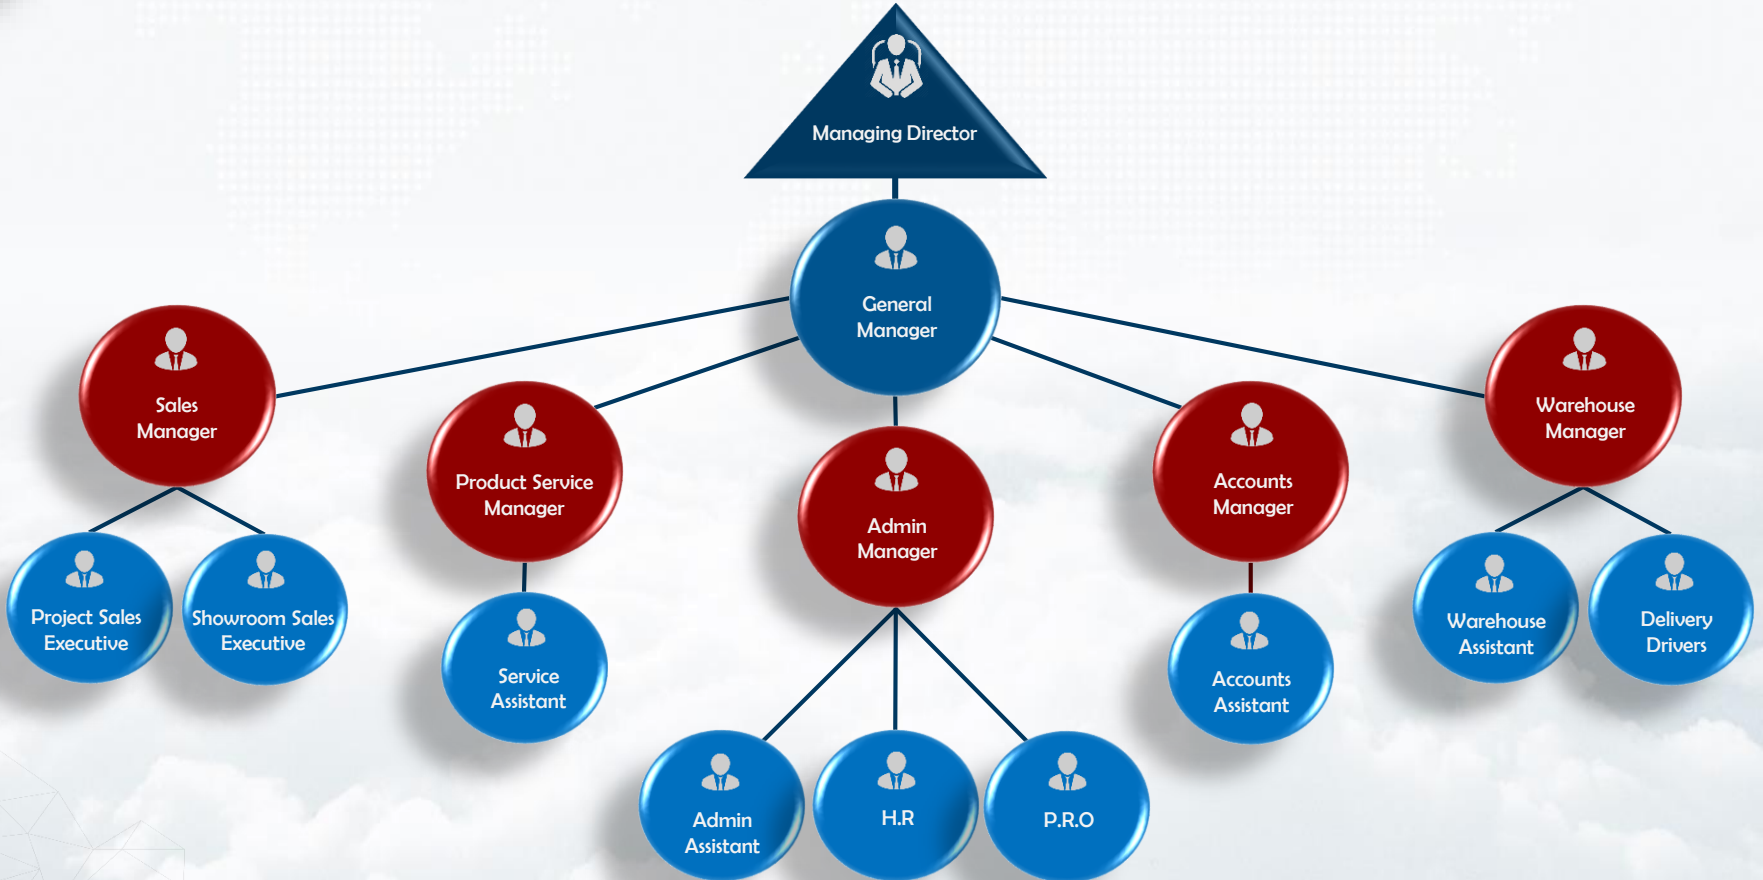 Managing Director
General
Manager
Sales
Manager
Product Service
Manager
Admin
Manager
Accounts
Manager
Warehouse
Manager
Project Sales
Executive
Showroom Sales
Executive
Service
Assistant
Admin
Assistant
H.R
P.R.O
Accounts
Assistant
Warehouse
Assistant
Delivery
Drivers